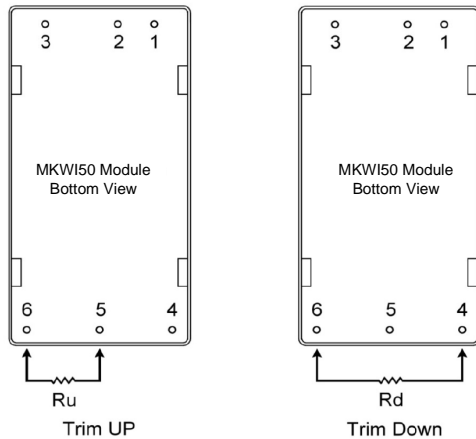 3 2 1
MKWI50 Module
Bottom View
6 5 4
Ru
Trim UP
3 2 1
MKWI50 Module
Bottom View
6 5 4
Rd
Trim Down